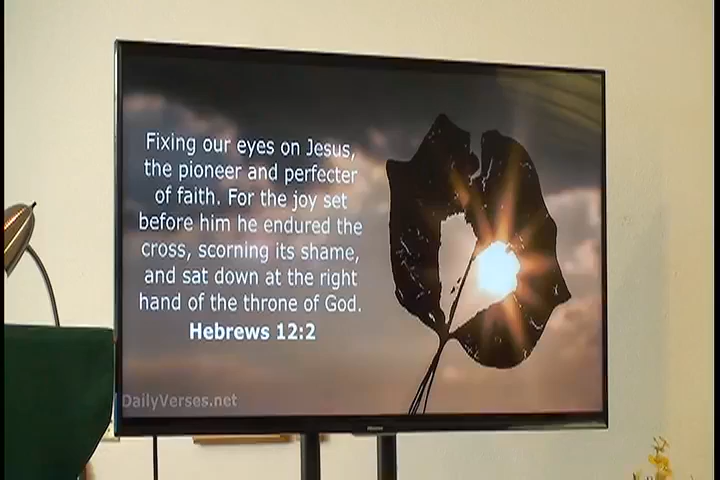 Fixing our eyes on Jesus,
the pioneer and perfecter
of faith. For the joy set
before him he endured the
cross, scorning its shame,
and sat down at the right
hand of the throne of God.
Hebrews 12:2
DailyVerses.net
Hisense